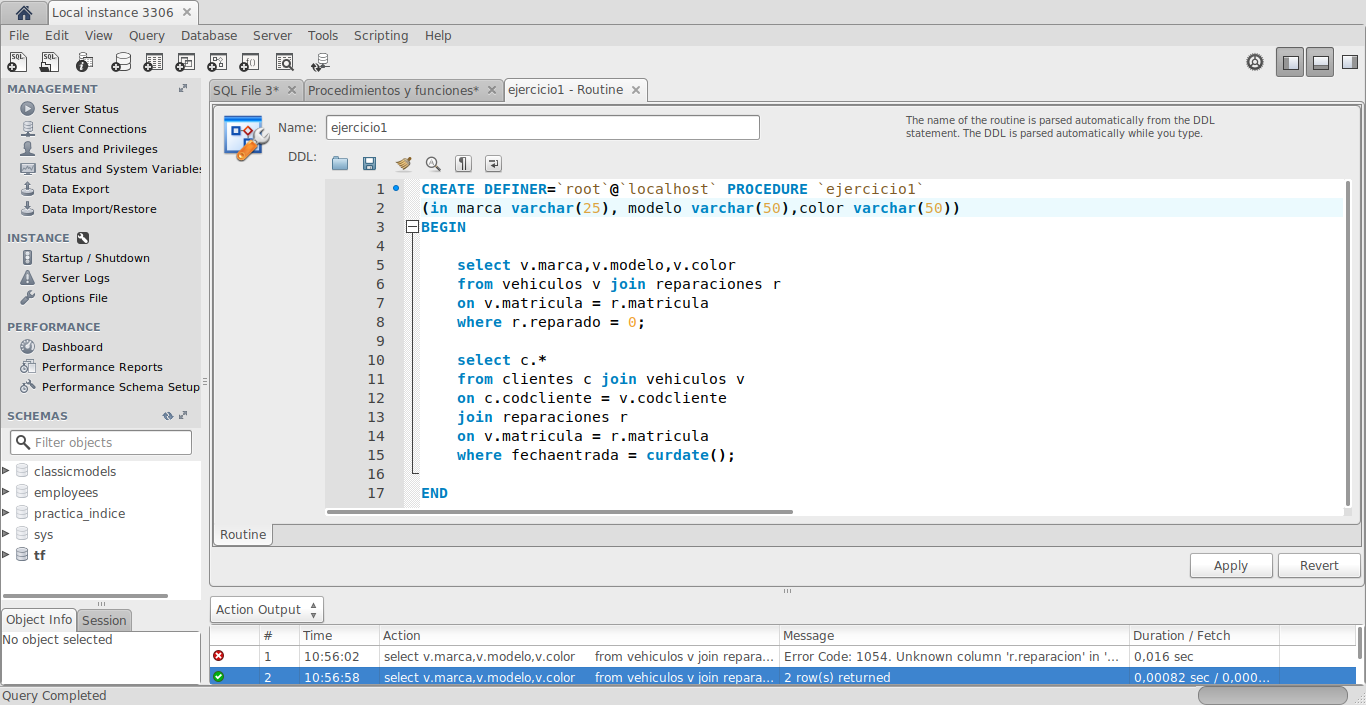 Local instance 3306
File Edit View Query Database Server Tools Scripting Help
MANAGEMENT
Server Status
Client Connections
Users and Privileges
Status and System Variables
Data Export
Data Import/Restore
INSTANCE
Startup / Shutdown
Server Logs
Options File
PERFORMANCE
Dashboard
Performance Reports
Performance Schema Setup
SCHEMAS
Filter objects
classicmodels
employees
practica_indice
sys
tf
Object Info Session
No object selected
SQL File 3* Procedimientos y funciones* ejercicio1 - Routine
Name: ejercicio1
The name of the routine is parsed automatically from the DDL
statement. The DDL is parsed automatically while you type.
DDL:
1 CREATE DEFINER=`root`@`localhost` PROCEDURE `ejercicio1`
2 (in marca varchar(25), modelo varchar(50),color varchar(50))
3 BEGIN
4
5 select v.marca,v.modelo,v.color
6 from vehiculos v join reparaciones r
7 on v.matricula = r.matricula
8 where r.reparado = 0;
9
10 select c.*
11 from clientes c join vehiculos v
12 on c.codcliente = v.codcliente
13 join reparaciones r
14 on v.matricula = r.matricula
15 where fechaentrada = curdate();
16
17 END
Routine
Apply Revert
Action Output
# Time Action Message Duration / Fetch
1 10:56:02 select v.marca,v.modelo,v.color from vehiculos v join repara... Error Code: 1054. Unknown column 'r.reparacion' in '... 0,016 sec
2 10:56:58 select v.marca,v.modelo,v.color from vehiculos v join repara... 2 row(s) returned 0,00082 sec / 0,000...
Query Completed